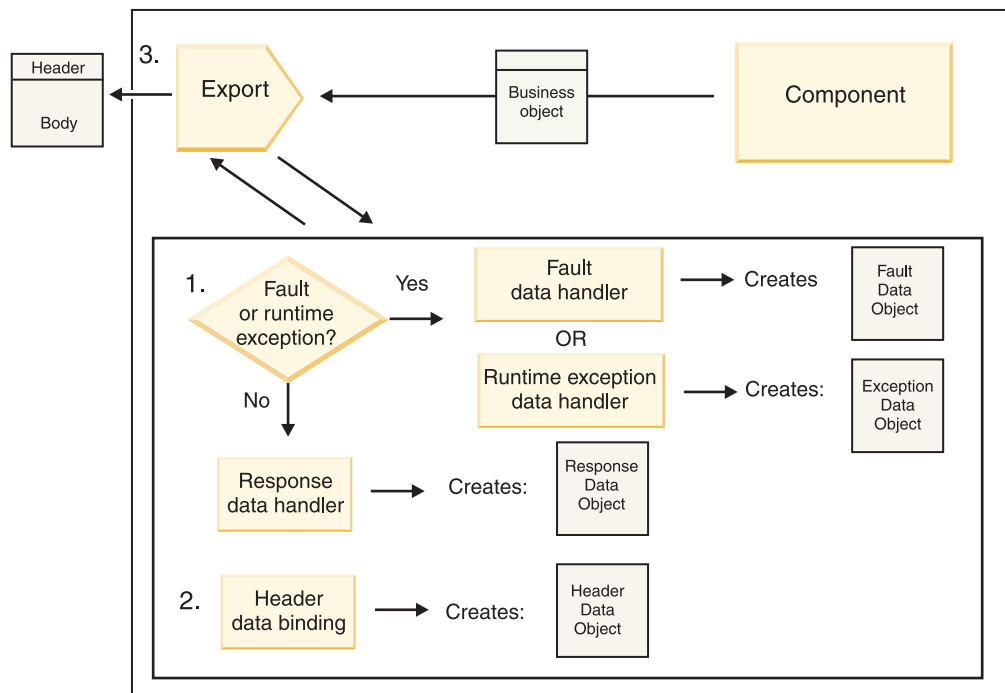 Header
Body
3.
Export
Business
object
Component
1.
Fault
or runtime
exception?
Yes
Fault
data handler
Creates
Fault
Data
Object
OR
Runtime exception
data handler
Creates:
Exception
Data
Object
No
Response
data handler
Creates:
Response
Data
Object
2.
Header
data binding
Creates:
Header
Data
Object